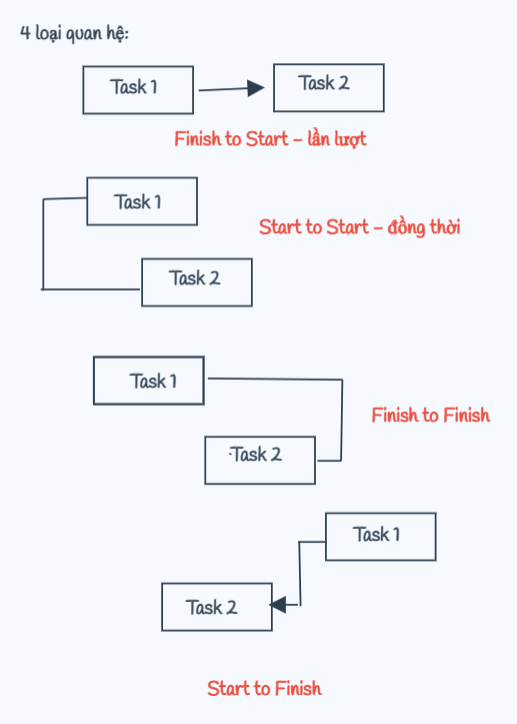 4 loại quan hệ:
Task 1
Task 2
Finish to Start - lần lượt
Task 1
Start to Start - đồng thời
Task 2
Task 1
Finish to Finish
Task 2
Task 1
Task 2
Start to Finish